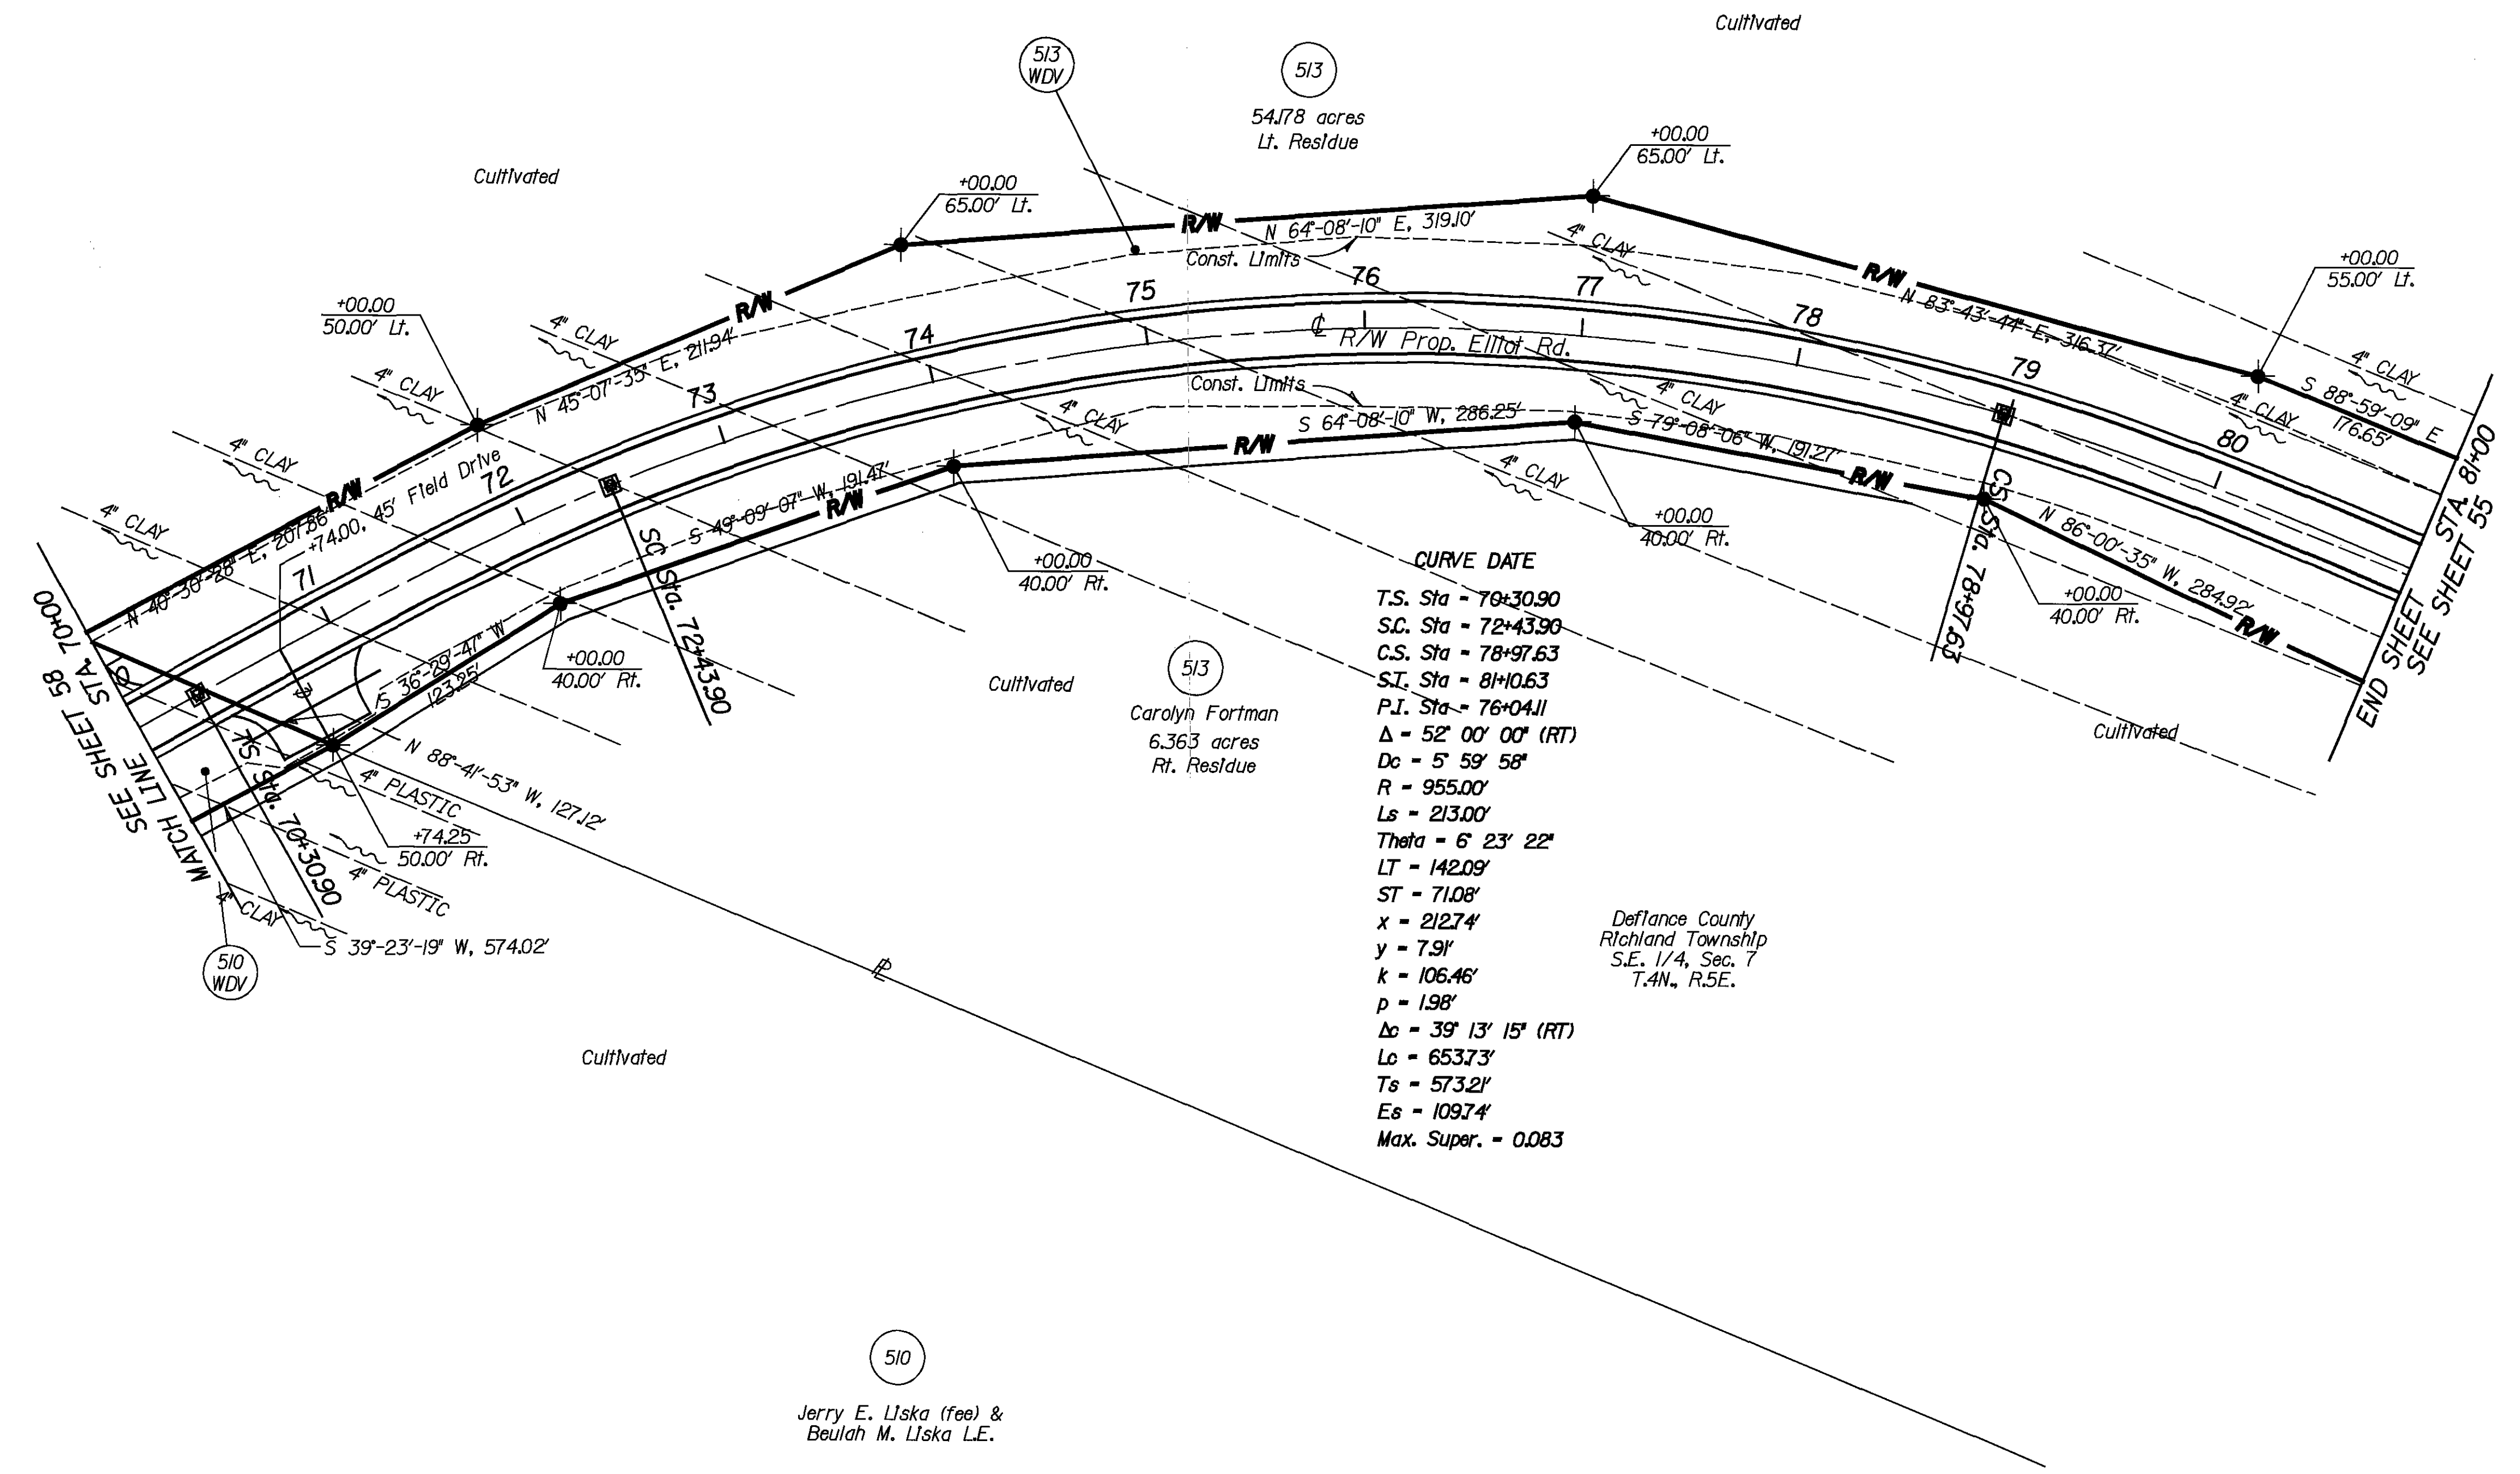 Cultivated
513
WDV
513
54.178 acres
Lt. Residue
+00.00
65.00' Lt.
Cultivated
+00.00
65.00' Lt.
R/W
N 64°-08'-10" E, 319.10'
Const. Limits
4" CLAY
R/W
N 83°-43'-44" E, 316.37'
+00.00
55.00' Lt.
+00.00
50.00' Lt.
R/W
4" CLAY
N 45°-07'-35" E, 211.94'
74
75
76
77
78
79
80
℄ R/W Prop. Elliot Rd.
4" CLAY
S 88°-59'-09" E
176.65'
4" CLAY
4" CLAY
73
Const. Limits
4" CLAY
4" CLAY
S 64°-08'-10" W, 286.25'
R/W
S 79°-08'-06" W, 191.27'
R/W
4" CLAY
R/W
+74.00, 45' Field Drive
72
S 49°-09'-07" W, 191.47'
R/W
4" CLAY
4" CLAY
N 40°-30'-28" E, 207.86'
71
SC Sta. 72+43.90
+00.00
40.00' Rt.
+00.00
40.00' Rt.
CS Sta. 78+97.63
N 86°-00'-35" W, 284.92'
R/W
+00.00
40.00' Rt.
END SHEET STA. 81+00
SEE SHEET 55
MATCH LINE STA. 70+00
SEE SHEET 58
S 36°-29'-47" W
123.25'
+00.00
40.00' Rt.
℄
TS Sta. 70+30.90
N 88°-41'-53" W, 127.12'
4" PLASTIC
+74.25
50.00' Rt.
4" PLASTIC
4" CLAY
S 39°-23'-19" W, 574.02'
510
WDV
Cultivated
513
Carolyn Fortman
6.363 acres
Rt. Residue
Cultivated
CURVE DATE
T.S. Sta = 70+30.90
S.C. Sta = 72+43.90
C.S. Sta = 78+97.63
S.T. Sta = 81+10.63
P.I. Sta = 76+04.11
Δ = 52° 00' 00" (RT)
Dc = 5° 59' 58"
R = 955.00'
Ls = 213.00'
Theta = 6° 23' 22"
LT = 142.09'
ST = 71.08'
x = 212.74'
y = 7.91'
k = 106.46'
p = 1.98'
Δc = 39° 13' 15" (RT)
Lc = 653.73'
Ts = 573.21'
Es = 109.74'
Max. Super. = 0.083
Defiance County
Richland Township
S.E. 1/4, Sec. 7
T.4N., R.5E.
PL
Cultivated
510
Jerry E. Liska (fee) &
Beulah M. Liska L.E.